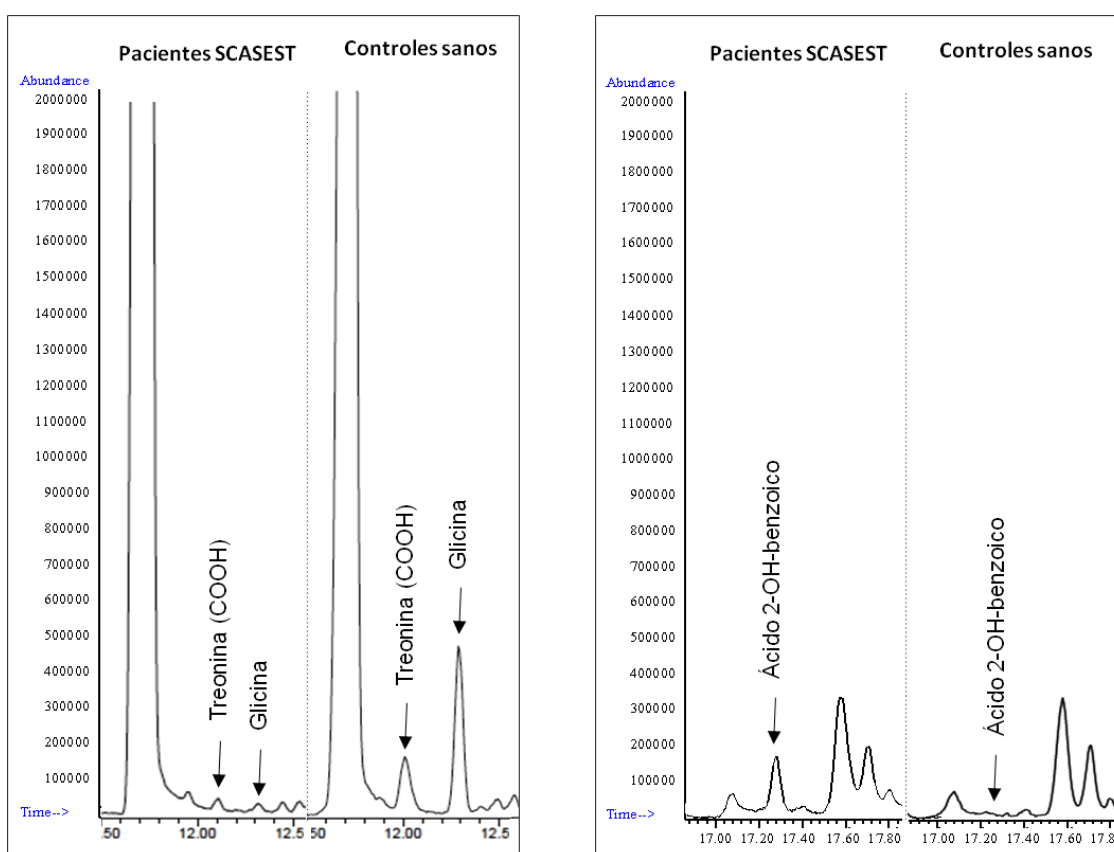 Pacientes SCASEST
Controles sanos
Abundance
2000000
1900000
1800000
1700000
1600000
1500000
1400000
1300000
1200000
1100000
1000000
900000
800000
700000
600000
500000
400000
300000
200000
100000
Time-->
Treonina (COOH)
Glicina
Treonina (COOH)
Glicina
.50 12.00 12.5 50 12.00 12.5
Pacientes SCASEST
Controles sanos
Abundance
2000000
1900000
1800000
1700000
1600000
1500000
1400000
1300000
1200000
1100000
1000000
900000
800000
700000
600000
500000
400000
300000
200000
100000
Time-->
Ácido 2-OH-benzoico
Ácido 2-OH-benzoico
17.00 17.20 17.40 17.60 17.80 17.00 17.20 17.40 17.60 17.8